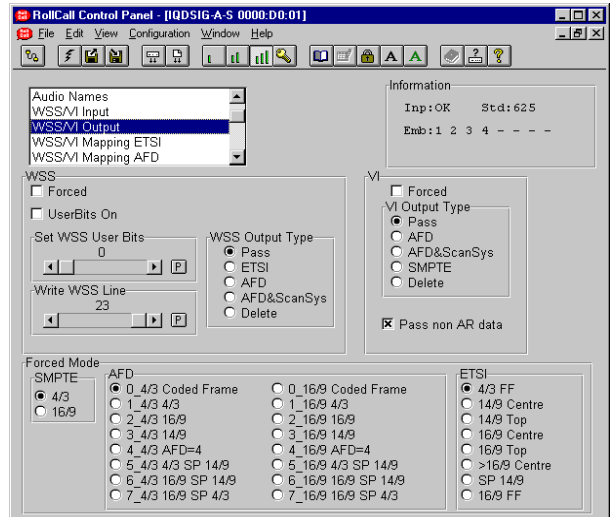 RollCall Control Panel - [IQDSIG-A-S 0000:D0:01]
File Edit View Configuration Window Help
A A
Audio Names
WSS/VI Input
WSS/VI Output
WSS/VI Mapping ETSI
WSS/VI Mapping AFD
Information
Inp:OK Std:625
Emb:1 2 3 4 - - - -
WSS
Forced
UserBits On
Set WSS User Bits
0
P
Write WSS Line
23
P
WSS Output Type
Pass
ETSI
AFD
AFD&ScanSys
Delete
VI
Forced
VI Output Type
Pass
AFD
AFD&ScanSys
SMPTE
Delete
Pass non AR data
Forced Mode
SMPTE
4/3
16/9
AFD
0_4/3 Coded Frame
1_4/3 4/3
2_4/3 16/9
3_4/3 14/9
4_4/3 AFD=4
5_4/3 4/3 SP 14/9
6_4/3 16/9 SP 14/9
7_4/3 16/9 SP 4/3
0_16/9 Coded Frame
1_16/9 4/3
2_16/9 16/9
3_16/9 14/9
4_16/9 AFD=4
5_16/9 4/3 SP 14/9
6_16/9 16/9 SP 14/9
7_16/9 16/9 SP 4/3
ETSI
4/3 FF
14/9 Centre
14/9 Top
16/9 Centre
16/9 Top
>16/9 Centre
SP 14/9
16/9 FF